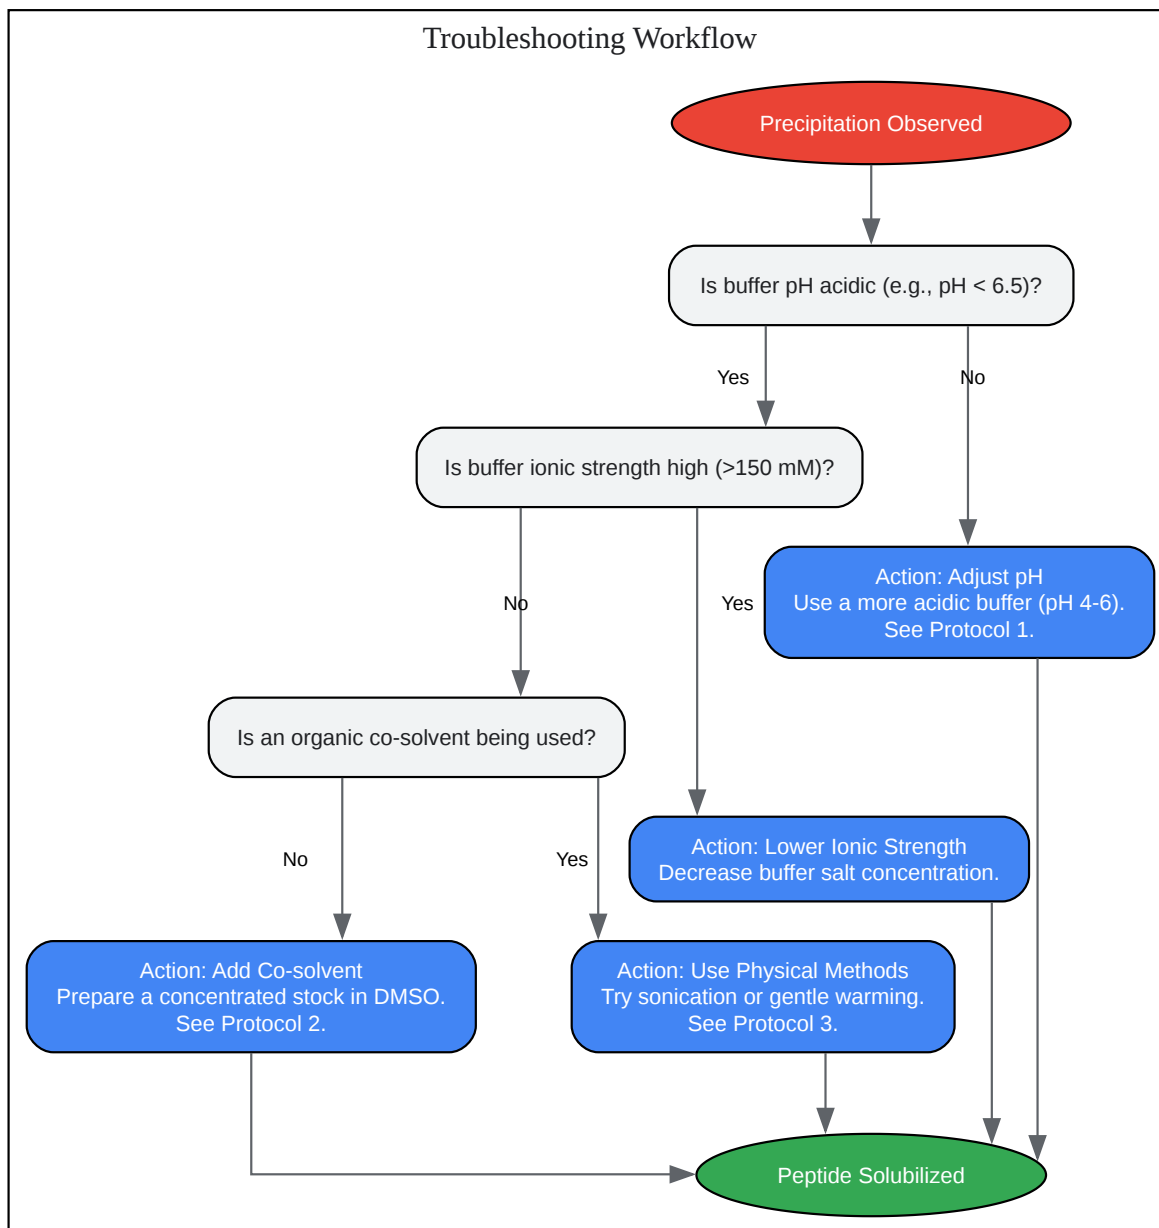 Troubleshooting Workflow
Precipitation Observed
Is buffer pH acidic (e.g., pH < 6.5)?
Yes
No
Is buffer ionic strength high (>150 mM)?
Action: Adjust pH
Use a more acidic buffer (pH 4-6).
See Protocol 1.
No
Yes
Is an organic co-solvent being used?
Action: Lower Ionic Strength
Decrease buffer salt concentration.
No
Yes
Action: Add Co-solvent
Prepare a concentrated stock in DMSO.
See Protocol 2.
Action: Use Physical Methods
Try sonication or gentle warming.
See Protocol 3.
Peptide Solubilized